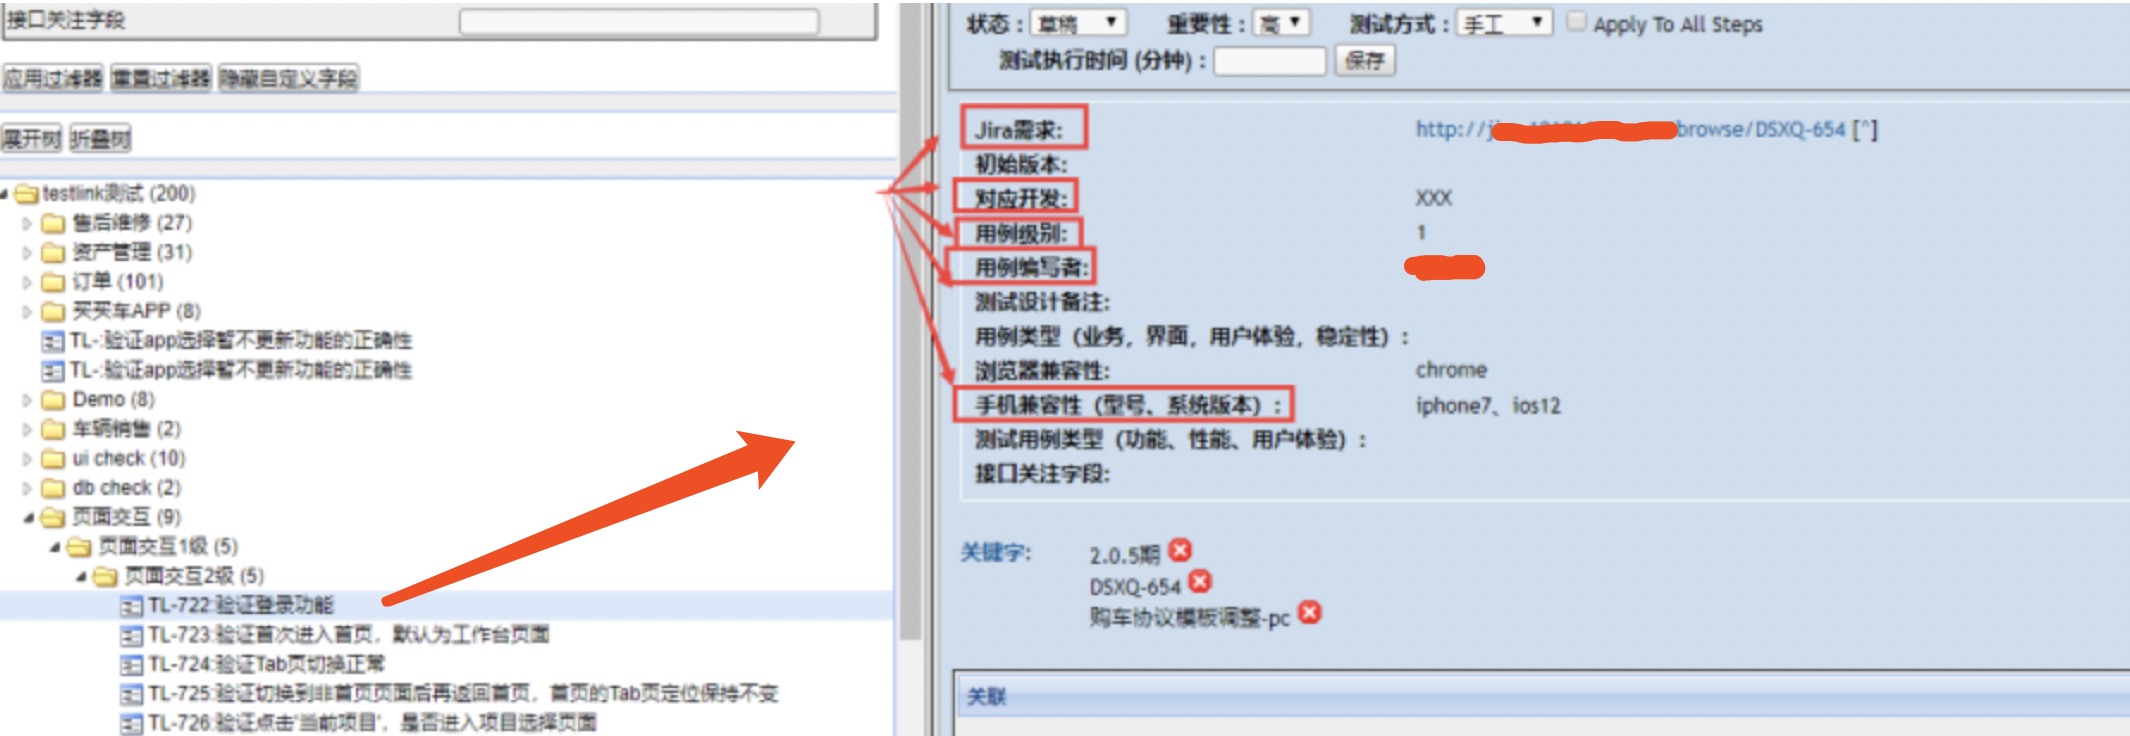 接口关注字段
应用过滤器 重置过滤器 隐藏自定义字段
展开树 折叠树
testlink测试 (200)
售后维修 (27)
资产管理 (31)
订单 (101)
买买车APP (8)
TL-:验证app选择暂不更新功能的正确性
TL-:验证app选择暂不更新功能的正确性
Demo (8)
车辆销售 (2)
ui check (10)
db check (2)
页面交互 (9)
页面交互1级 (5)
页面交互2级 (5)
TL-722:验证登录功能
TL-723:验证首次进入首页，默认为工作台页面
TL-724:验证Tab页切换正常
TL-725:验证切换到非首页页面后再返回首页，首页的Tab页定位保持不变
TL-726:验证点击'当前项目'，是否进入项目选择页面
状态： 草稿 重要性： 高 测试方式： 手工 Apply To All Steps
测试执行时间 (分钟)： 保存
Jira需求: http://j browse/DSXQ-654 [^]
初始版本:
对应开发: XXX
用例级别: 1
用例编写者:
测试设计备注:
用例类型（业务，界面，用户体验，稳定性）:
浏览器兼容性: chrome
手机兼容性（型号、系统版本）: iphone7、ios12
测试用例类型（功能、性能、用户体验）:
接口关注字段:
关键字: 2.0.5期
DSXQ-654
购车协议模板调整-pc
关联